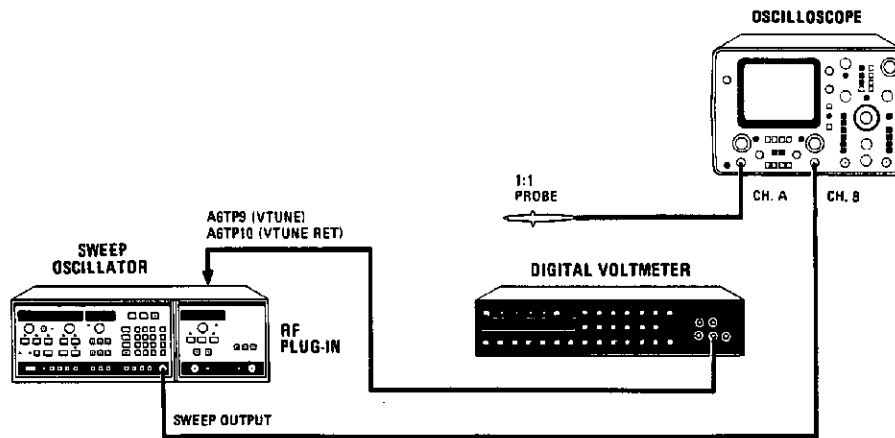 OSCILLOSCOPE
1:1
PROBE
CH. A
CH. B
A6TP9 (VTUNE)
A6TP10 (VTUNE RET)
SWEEP
OSCILLATOR
DIGITAL VOLTMETER
RF
PLUG-IN
SWEEP OUTPUT